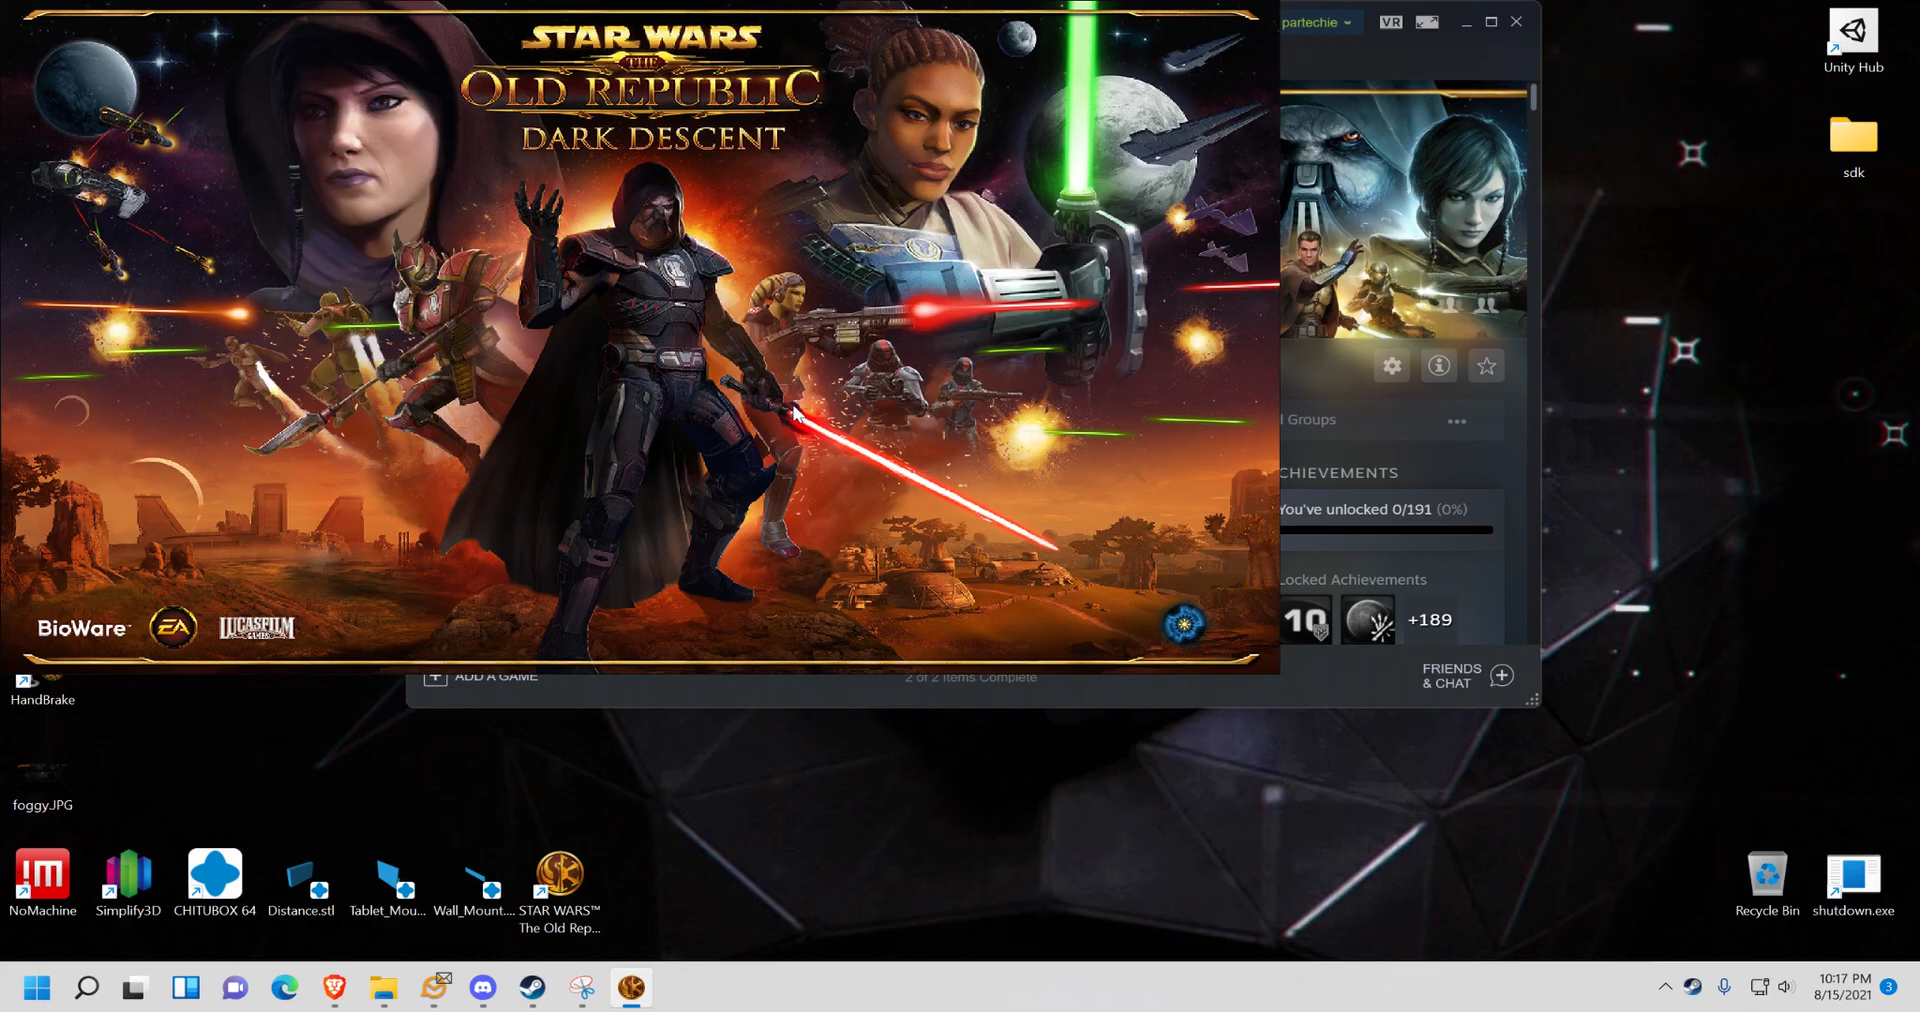 STAR WARS
THE
OLD REPUBLIC
DARK DESCENT
BioWare
EA
LUCASFILM
GAMES
partechie
VR
d Groups
CHIEVEMENTS
You've unlocked 0/191 (0%)
Locked Achievements
10
+189
ADD A GAME
2 of 2 Items Complete
FRIENDS
& CHAT
Unity Hub
sdk
HandBrake
foggy.JPG
!M
NoMachine
Simplify3D
CHITUBOX 64
Distance.stl
Tablet_Mou...
Wall_Mount....
STAR WARS™
The Old Rep...
Recycle Bin
shutdown.exe
10:17 PM
8/15/2021
3